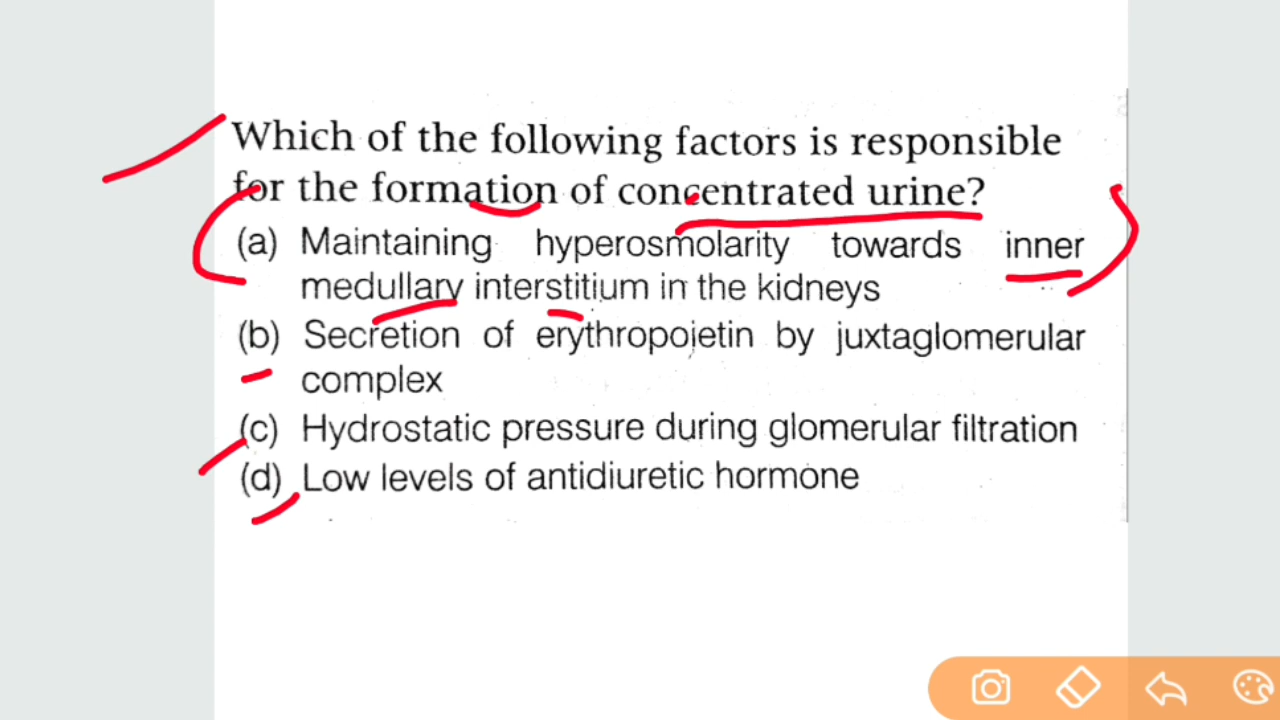 Which of the following factors is responsible
for the formation of concentrated urine?
(a) Maintaining hyperosmolarity towards inner
medullary interstitium in the kidneys
(b) Secretion of erythropoietin by juxtaglomerular
complex
(c) Hydrostatic pressure during glomerular filtration
(d) Low levels of antidiuretic hormone